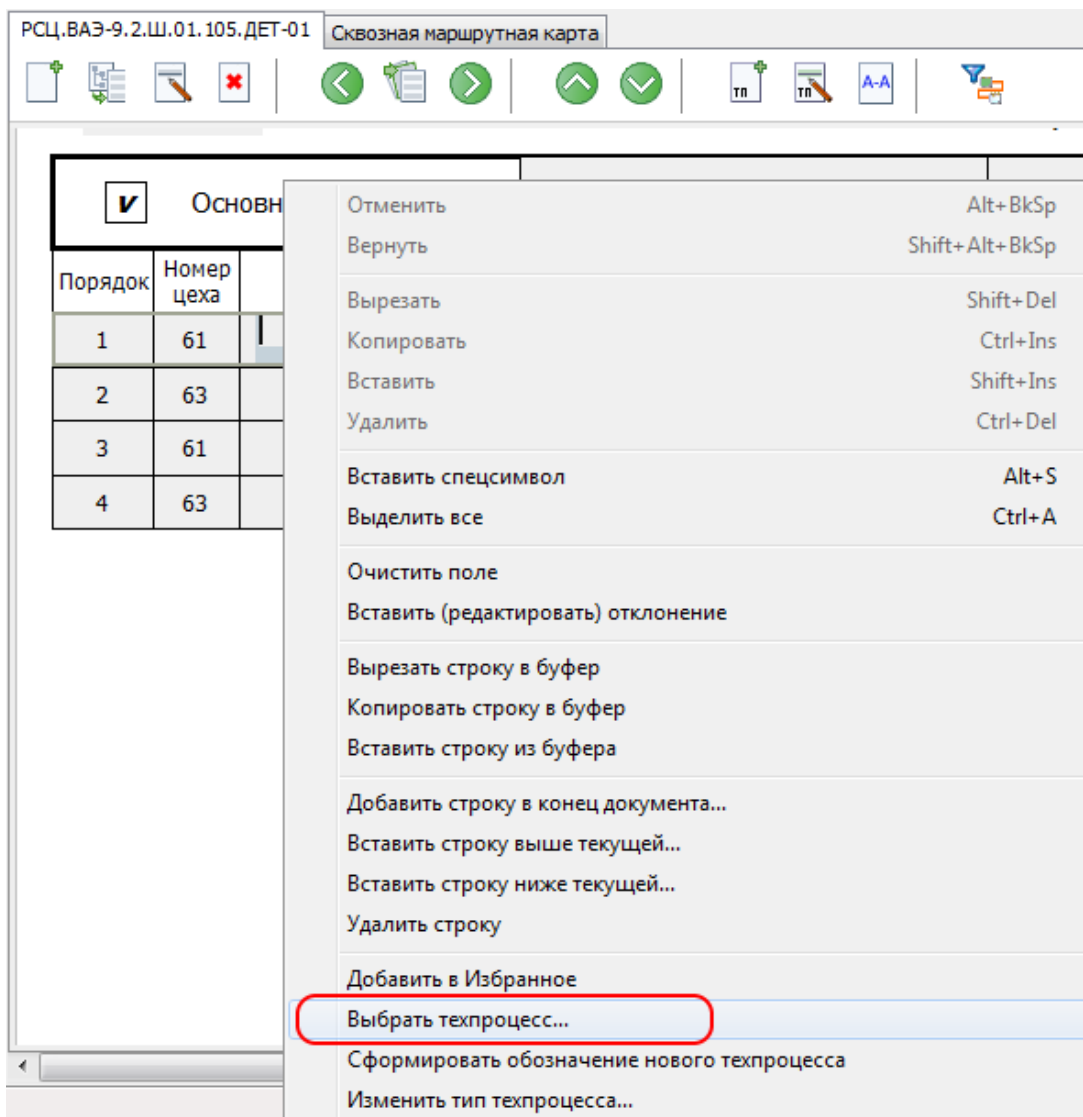 РСЦ.ВАЭ-9.2.Ш.01.105.ДЕТ-01 Сквозная маршрутная карта
тп тп A-A
V Основн
Порядок Номер цеха
1 61
2 63
3 61
4 63
Отменить Alt+BkSp
Вернуть Shift+Alt+BkSp
Вырезать Shift+Del
Копировать Ctrl+Ins
Вставить Shift+Ins
Удалить Ctrl+Del
Вставить спецсимвол Alt+S
Выделить все Ctrl+A
Очистить поле
Вставить (редактировать) отклонение
Вырезать строку в буфер
Копировать строку в буфер
Вставить строку из буфера
Добавить строку в конец документа...
Вставить строку выше текущей...
Вставить строку ниже текущей...
Удалить строку
Добавить в Избранное
Выбрать техпроцесс...
Сформировать обозначение нового техпроцесса
Изменить тип техпроцесса...